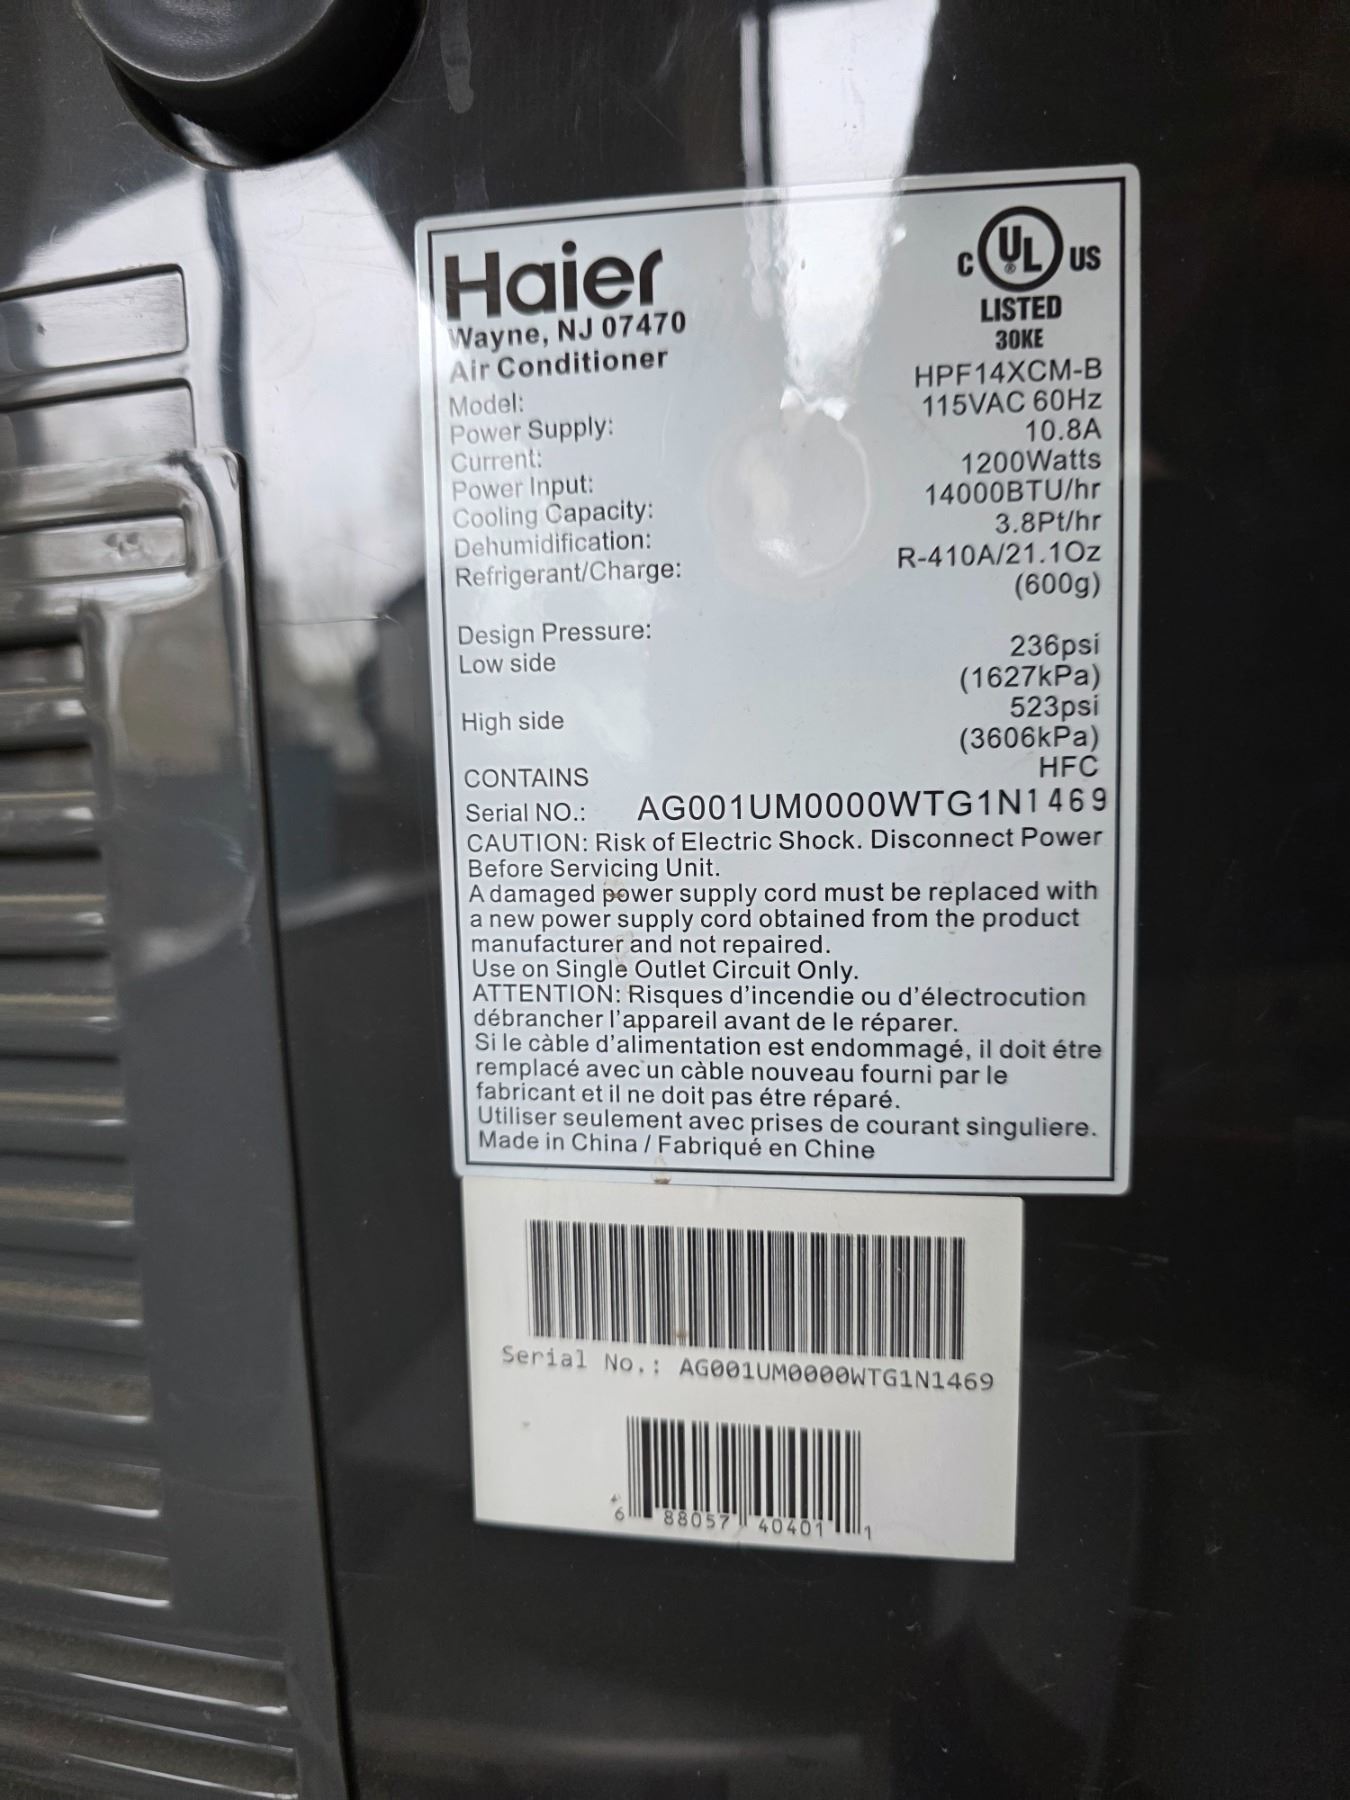 Haier
Wayne, NJ 07470
Air Conditioner
C UL® US
LISTED
30KE
Model: HPF14XCM-B
Power Supply: 115VAC 60Hz
Current: 10.8A
Power Input: 1200Watts
Cooling Capacity: 14000BTU/hr
Dehumidification: 3.8Pt/hr
Refrigerant/Charge: R-410A/21.1Oz
(600g)
Design Pressure:
Low side 236psi
(1627kPa)
High side 523psi
(3606kPa)
CONTAINS HFC
Serial NO.: AG001UM0000WTG1N1469
CAUTION: Risk of Electric Shock. Disconnect Power
Before Servicing Unit.
A damaged power supply cord must be replaced with
a new power supply cord obtained from the product
manufacturer and not repaired.
Use on Single Outlet Circuit Only.
ATTENTION: Risques d'incendie ou d'électrocution
débrancher l'appareil avant de le réparer.
Si le càble d'alimentation est endommagé, il doit étre
remplacé avec un càble nouveau fourni par le
fabricant et il ne doit pas étre réparé.
Utiliser seulement avec prises de courant singuliere.
Made in China / Fabriqué en Chine
Serial No.: AG001UM0000WTG1N1469
6 88057 40401 1